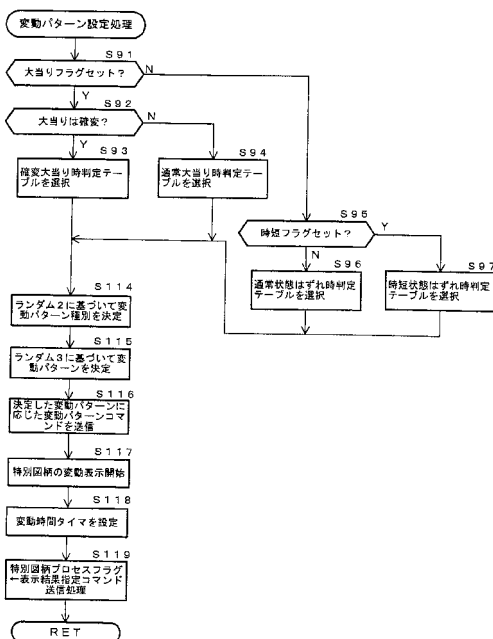 変動パターン設定処理
S91
大当りフラグセット?
N
Y
S92
大当りは確変?
N
Y
S93
確変大当り時判定テー
ブルを選択
S94
通常大当り時判定テー
ブルを選択
S95
時短フラグセット?
Y
N
S96
通常状態はずれ時判定
テーブルを選択
S97
時短状態はずれ時判定
テーブルを選択
S114
ランダム2に基づいて変
動パターン種別を決定
S115
ランダム3に基づいて変
動パターンを決定
S116
決定した変動パターンに
応じた変動パターンコマ
ンドを送信
S117
特別図柄の変動表示開始
S118
変動時間タイマを設定
S119
特別図柄プロセスフラグ
←表示結果指定コマンド
送信処理
RET